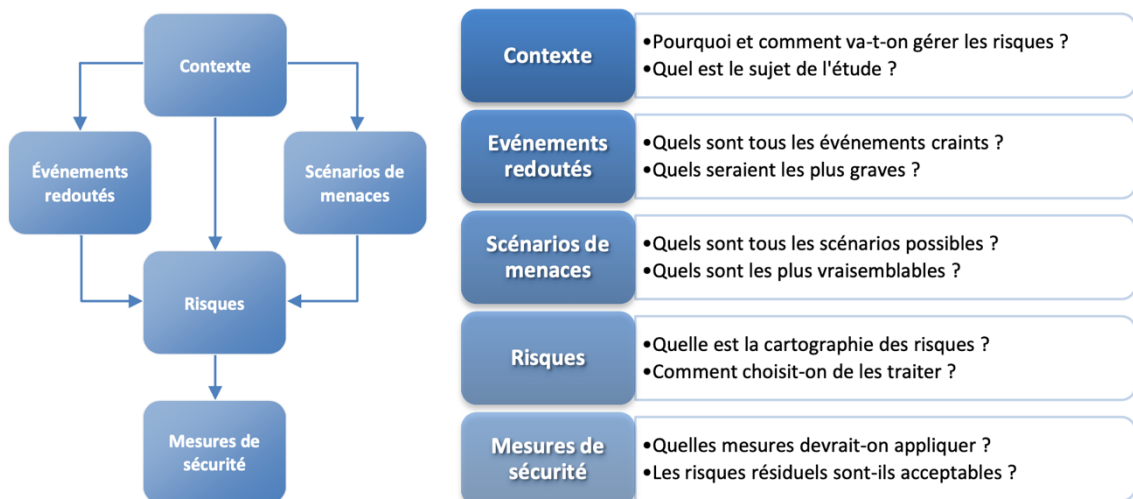 Contexte
Événements
redoutés
Scénarios de
menaces
Risques
Mesures de
sécurité
Contexte
•Pourquoi et comment va-t-on gérer les risques ?
•Quel est le sujet de l'étude ?
Evénements
redoutés
•Quels sont tous les événements craints ?
•Quels seraient les plus graves ?
Scénarios de
menaces
•Quels sont tous les scénarios possibles ?
•Quels sont les plus vraisemblables ?
Risques
•Quelle est la cartographie des risques ?
•Comment choisit-on de les traiter ?
Mesures de
sécurité
•Quelles mesures devrait-on appliquer ?
•Les risques résiduels sont-ils acceptables ?